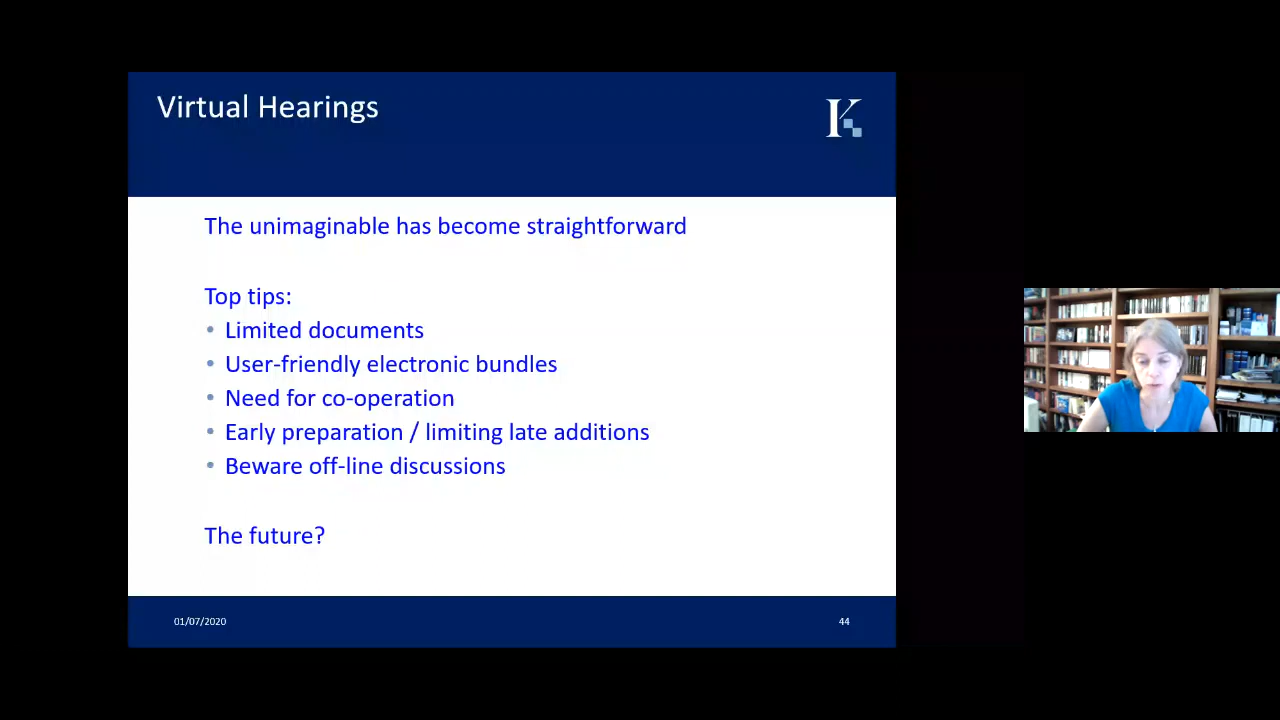 Virtual Hearings
K
The unimaginable has become straightforward
Top tips:
• Limited documents
• User-friendly electronic bundles
• Need for co-operation
• Early preparation / limiting late additions
• Beware off-line discussions
The future?
01/07/2020
44